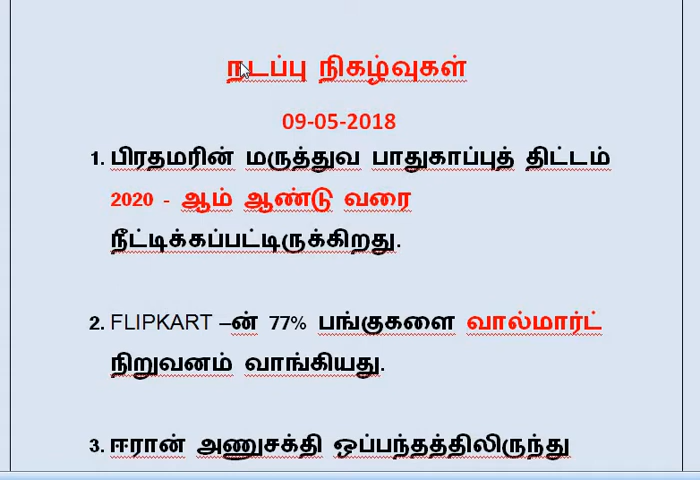 நடப்பு நிகழ்வுகள்
09-05-2018
1. பிரதமரின் மருத்துவ பாதுகாப்புத் திட்டம்
2020 - ஆம் ஆண்டு வரை
நீட்டிக்கப்பட்டிருக்கிறது.
2. FLIPKART –ன் 77% பங்குகளை வால்மார்ட்
நிறுவனம் வாங்கியது.
3. ஈரான் அணுசக்தி ஒப்பந்தத்திலிருந்து